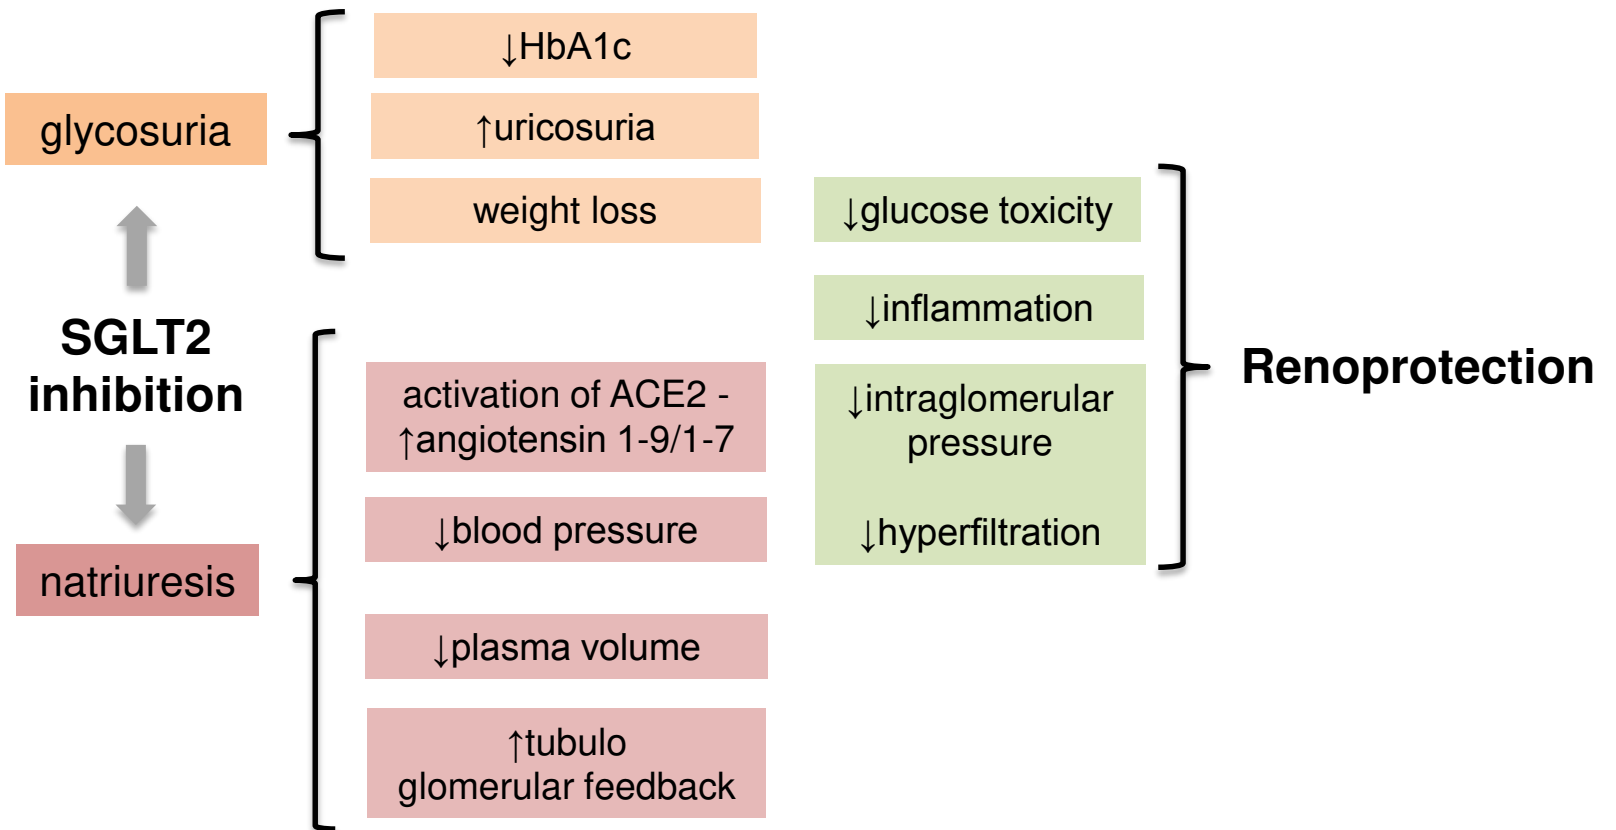 ↓HbA1c
glycosuria
↑uricosuria
weight loss
SGLT2
inhibition
activation of ACE2 -
↑angiotensin 1-9/1-7
↓blood pressure
natriuresis
↓plasma volume
↑tubulo
glomerular feedback
↓glucose toxicity
↓inflammation
↓intraglomerular
pressure
↓hyperfiltration
Renoprotection